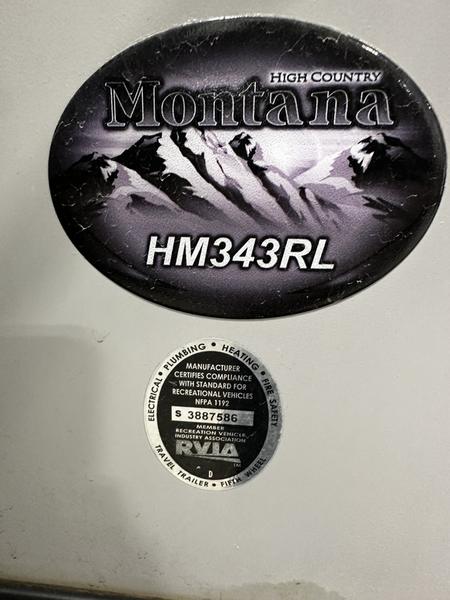 HIGH COUNTRY
Montana
HM343RL
ELECTRICAL • PLUMBING • HEATING • FIRE SAFETY
MANUFACTURER
CERTIFIES COMPLIANCE
WITH STANDARD FOR
RECREATIONAL VEHICLES
NFPA 1192
S 3887586
MEMBER
RECREATION VEHICLE
INDUSTRY ASSOCIATION
RVIA
TM
D
TRAVEL TRAILER • FIFTH WHEEL